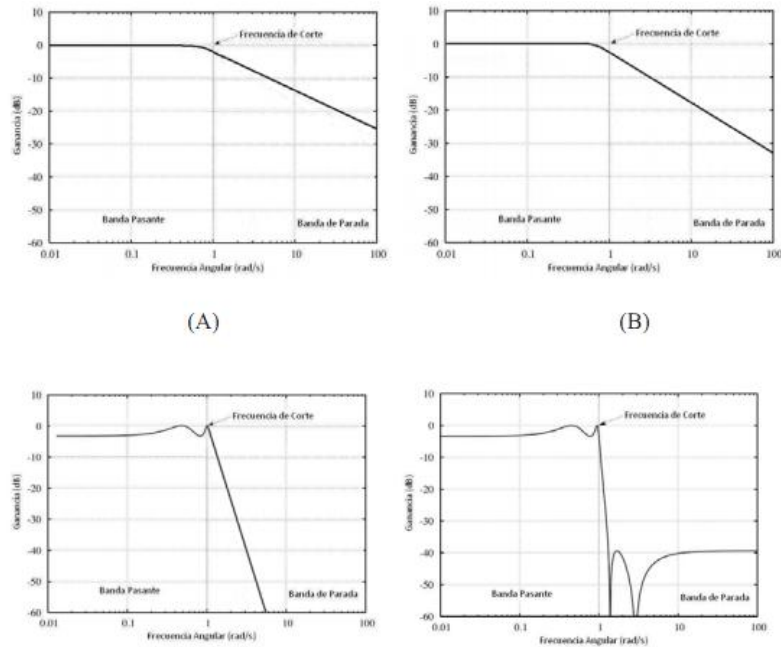 10
0
-10
-20
-30
-40
-50
-60
Ganancia (dB)
Frecuencia de Corte
Banda Pasante
Banda de Parada
0.01 0.1 1 10 100
Frecuencia Angular (rad/s)
(A)
10
0
-10
-20
-30
-40
-50
-60
Ganancia (dB)
Frecuencia de Corte
Banda Pasante
Banda de Parada
0.01 0.1 1 10 100
Frecuencia Angular (rad/s)
(B)
10
0
-10
-20
-30
-40
-50
-60
Ganancia (dB)
Frecuencia de Corte
Banda Pasante
Banda de Parada
0.01 0.1 1 10 100
Frecuencia Angular (rad/s)
10
0
-10
-20
-30
-40
-50
-60
Ganancia (dB)
Frecuencia de Corte
Banda Pasante
Banda de Parada
0.01 0.1 1 10 100
Frecuencia Angular (rad/s)